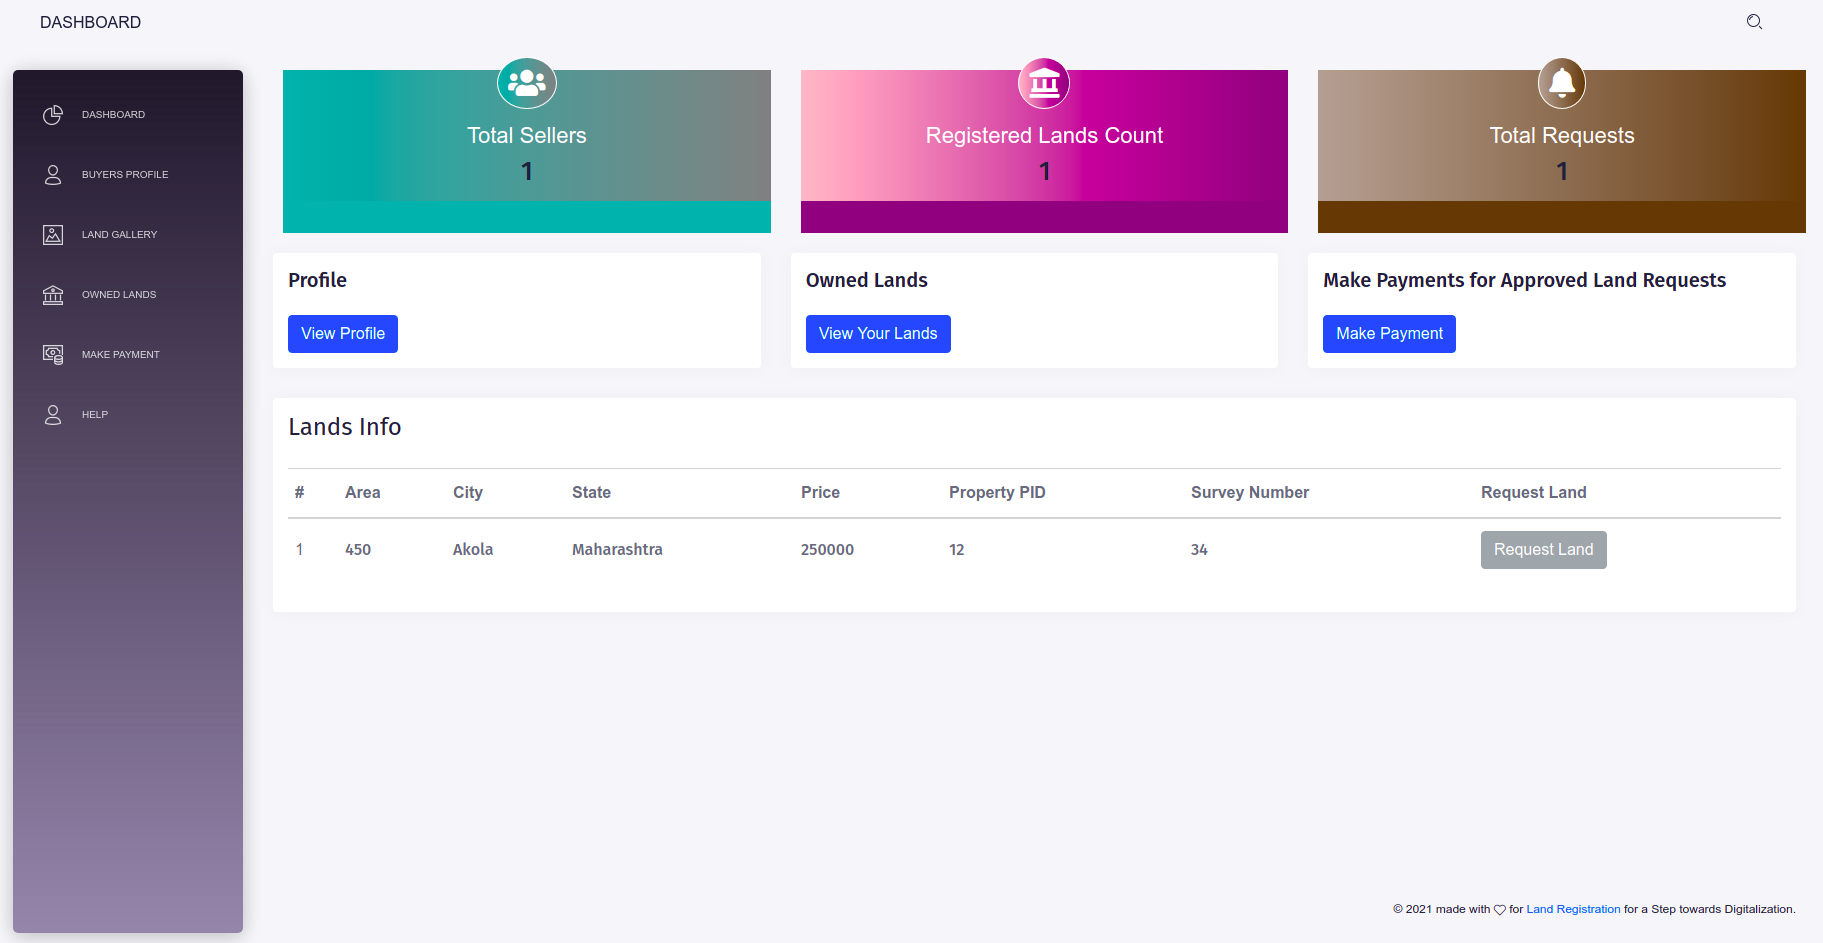 DASHBOARD
DASHBOARD
BUYERS PROFILE
LAND GALLERY
OWNED LANDS
MAKE PAYMENT
HELP
Total Sellers
1
Registered Lands Count
1
Total Requests
1
Profile
View Profile
Owned Lands
View Your Lands
Make Payments for Approved Land Requests
Make Payment
Lands Info
# Area City State Price Property PID Survey Number Request Land
1 450 Akola Maharashtra 250000 12 34 Request Land
© 2021 made with ♡ for Land Registration for a Step towards Digitalization.